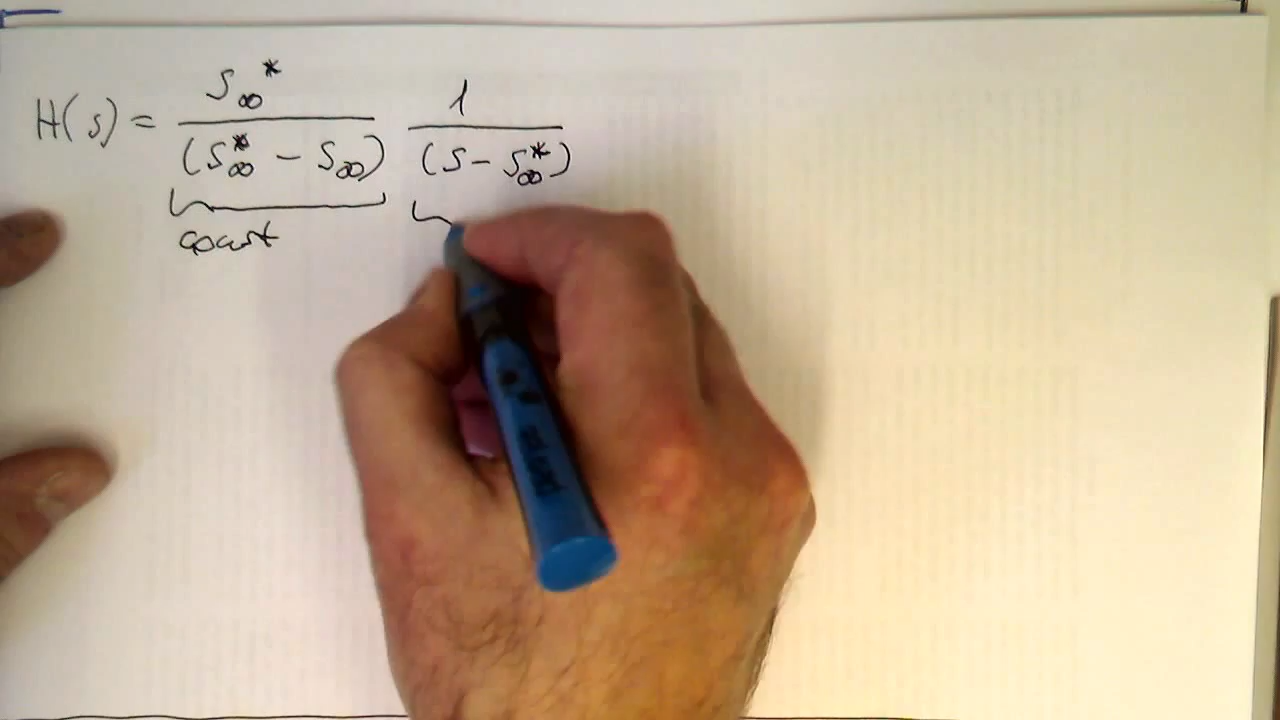 H(s) = S∞* / (S∞* − S∞) 1 / (S − S∞*)
const